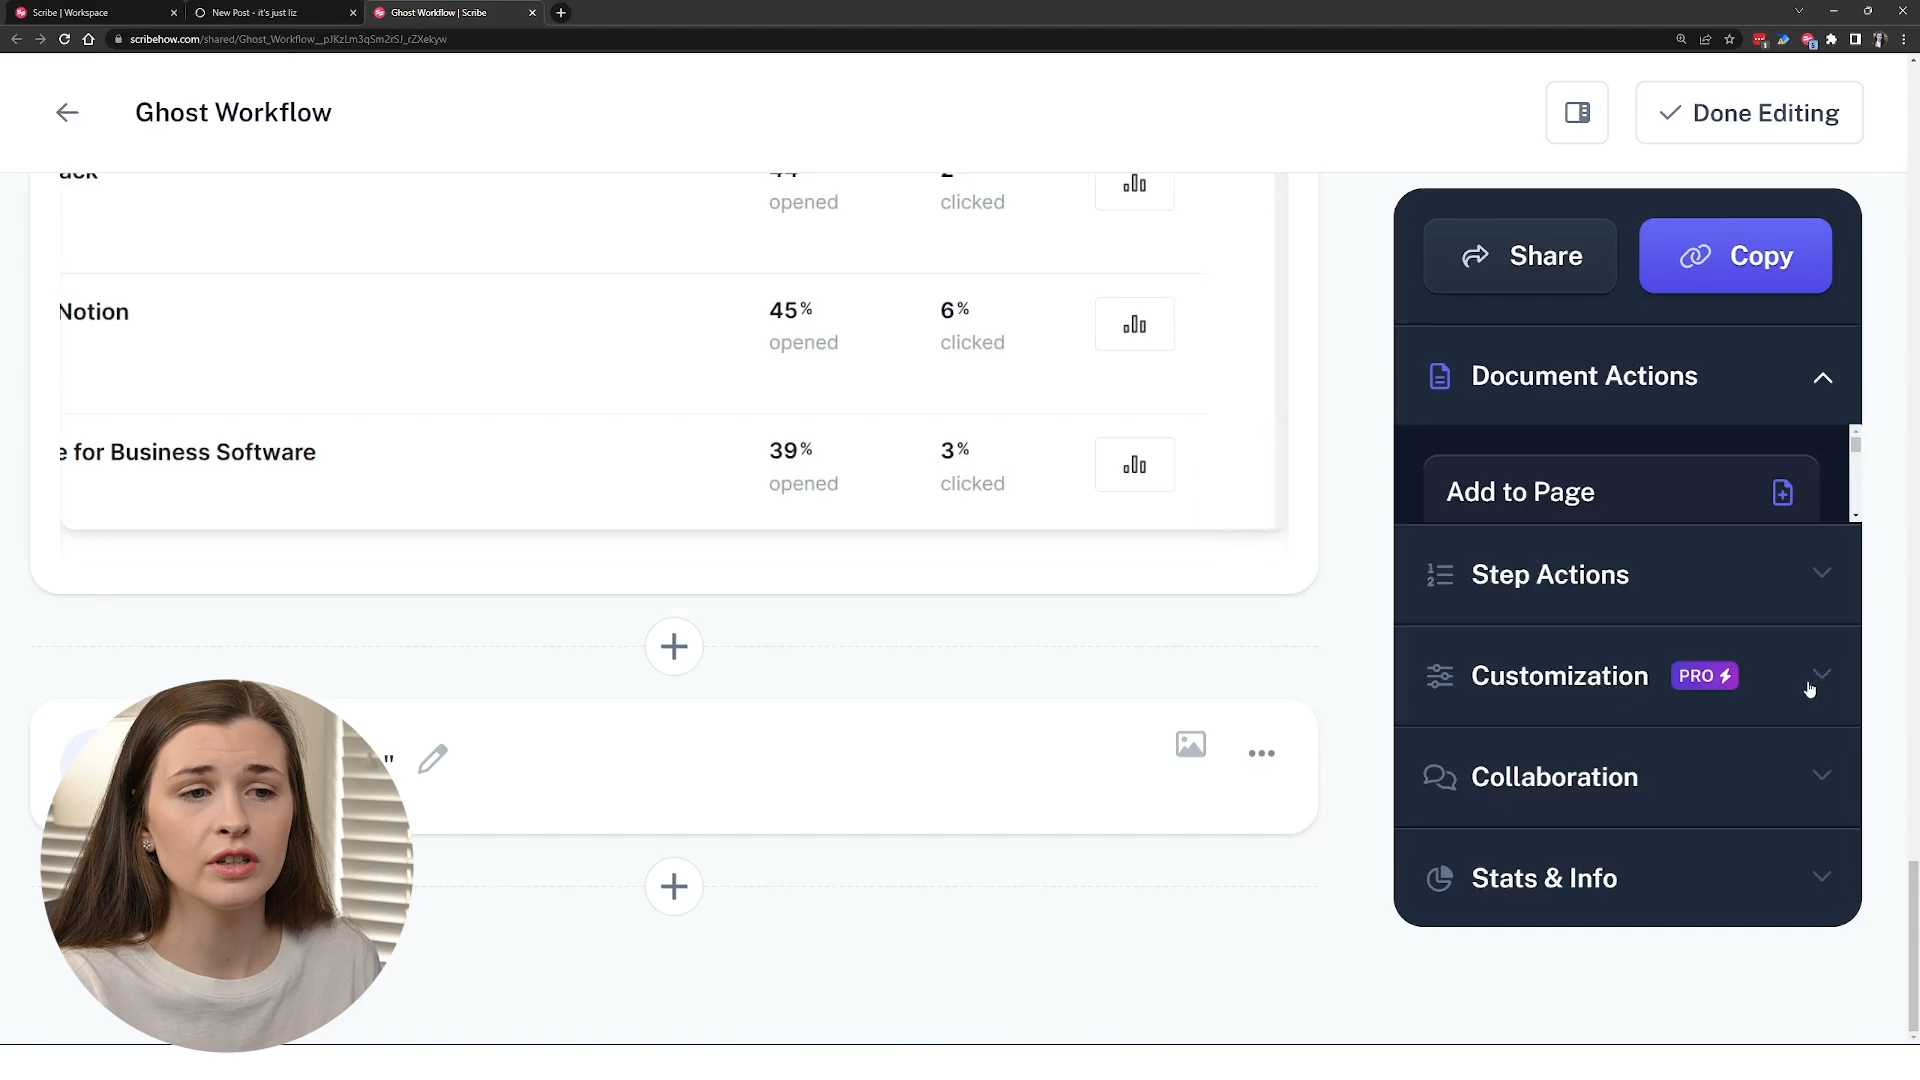 Scribe | Workspace
New Post - it's just liz
Ghost Workflow | Scribe
scribehow.com/shared/Ghost_Workflow__pJKzLm3qSm2rSJ_rZXekyw
Ghost Workflow
Done Editing
opened
clicked
Notion
45%
6%
opened
clicked
e for Business Software
39%
3%
opened
clicked
"
Share
Copy
Document Actions
Add to Page
Step Actions
Customization PRO
Collaboration
Stats & Info